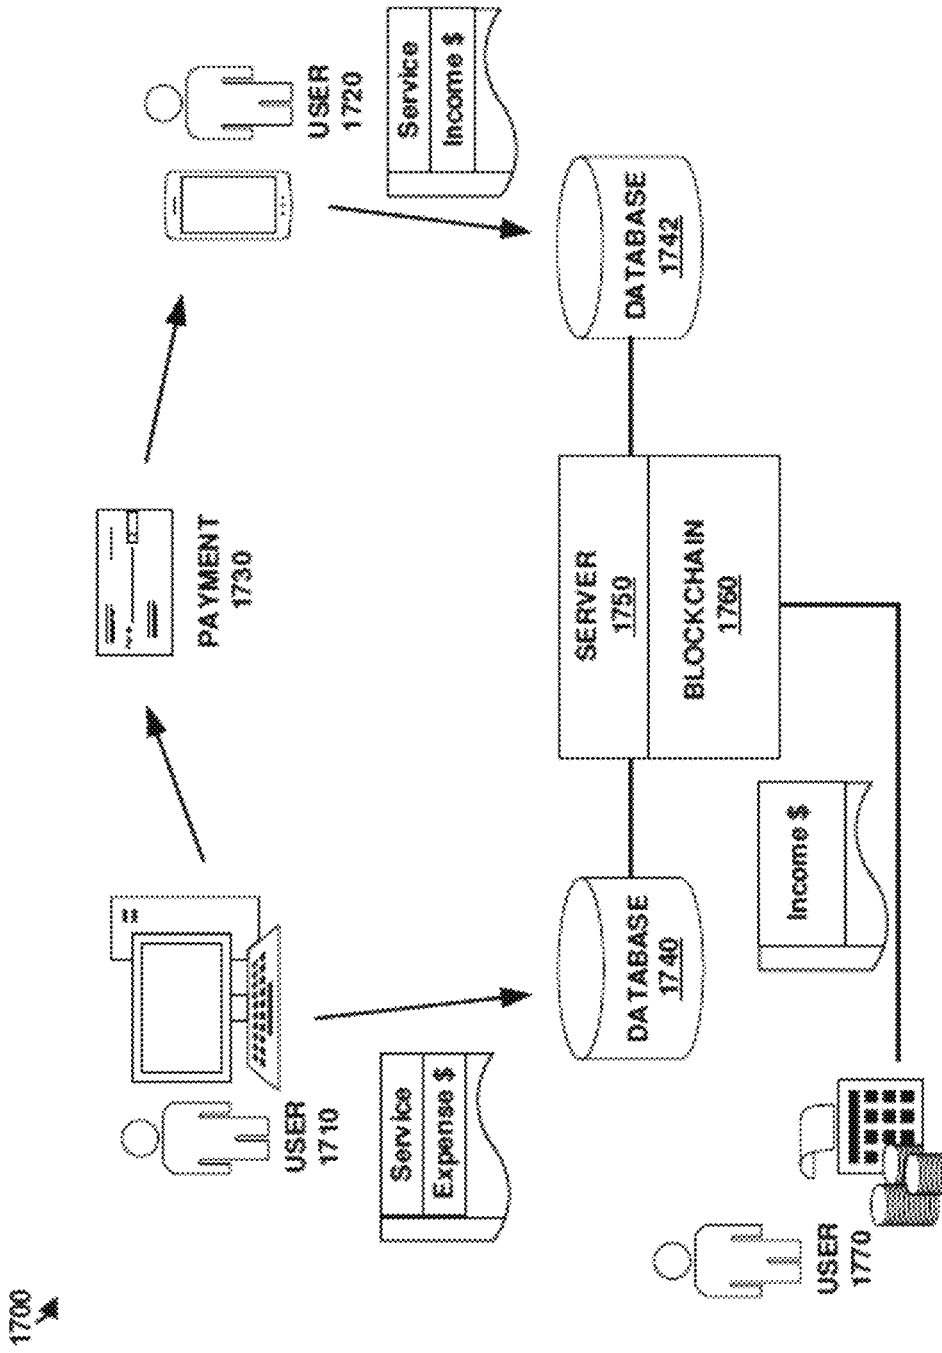 1700
USER
1710
PAYMENT
1730
USER
1720
Service
Expense $
Service
Income $
DATABASE
1740
SERVER
1750
BLOCKCHAIN
1760
DATABASE
1742
Income $
USER
1770